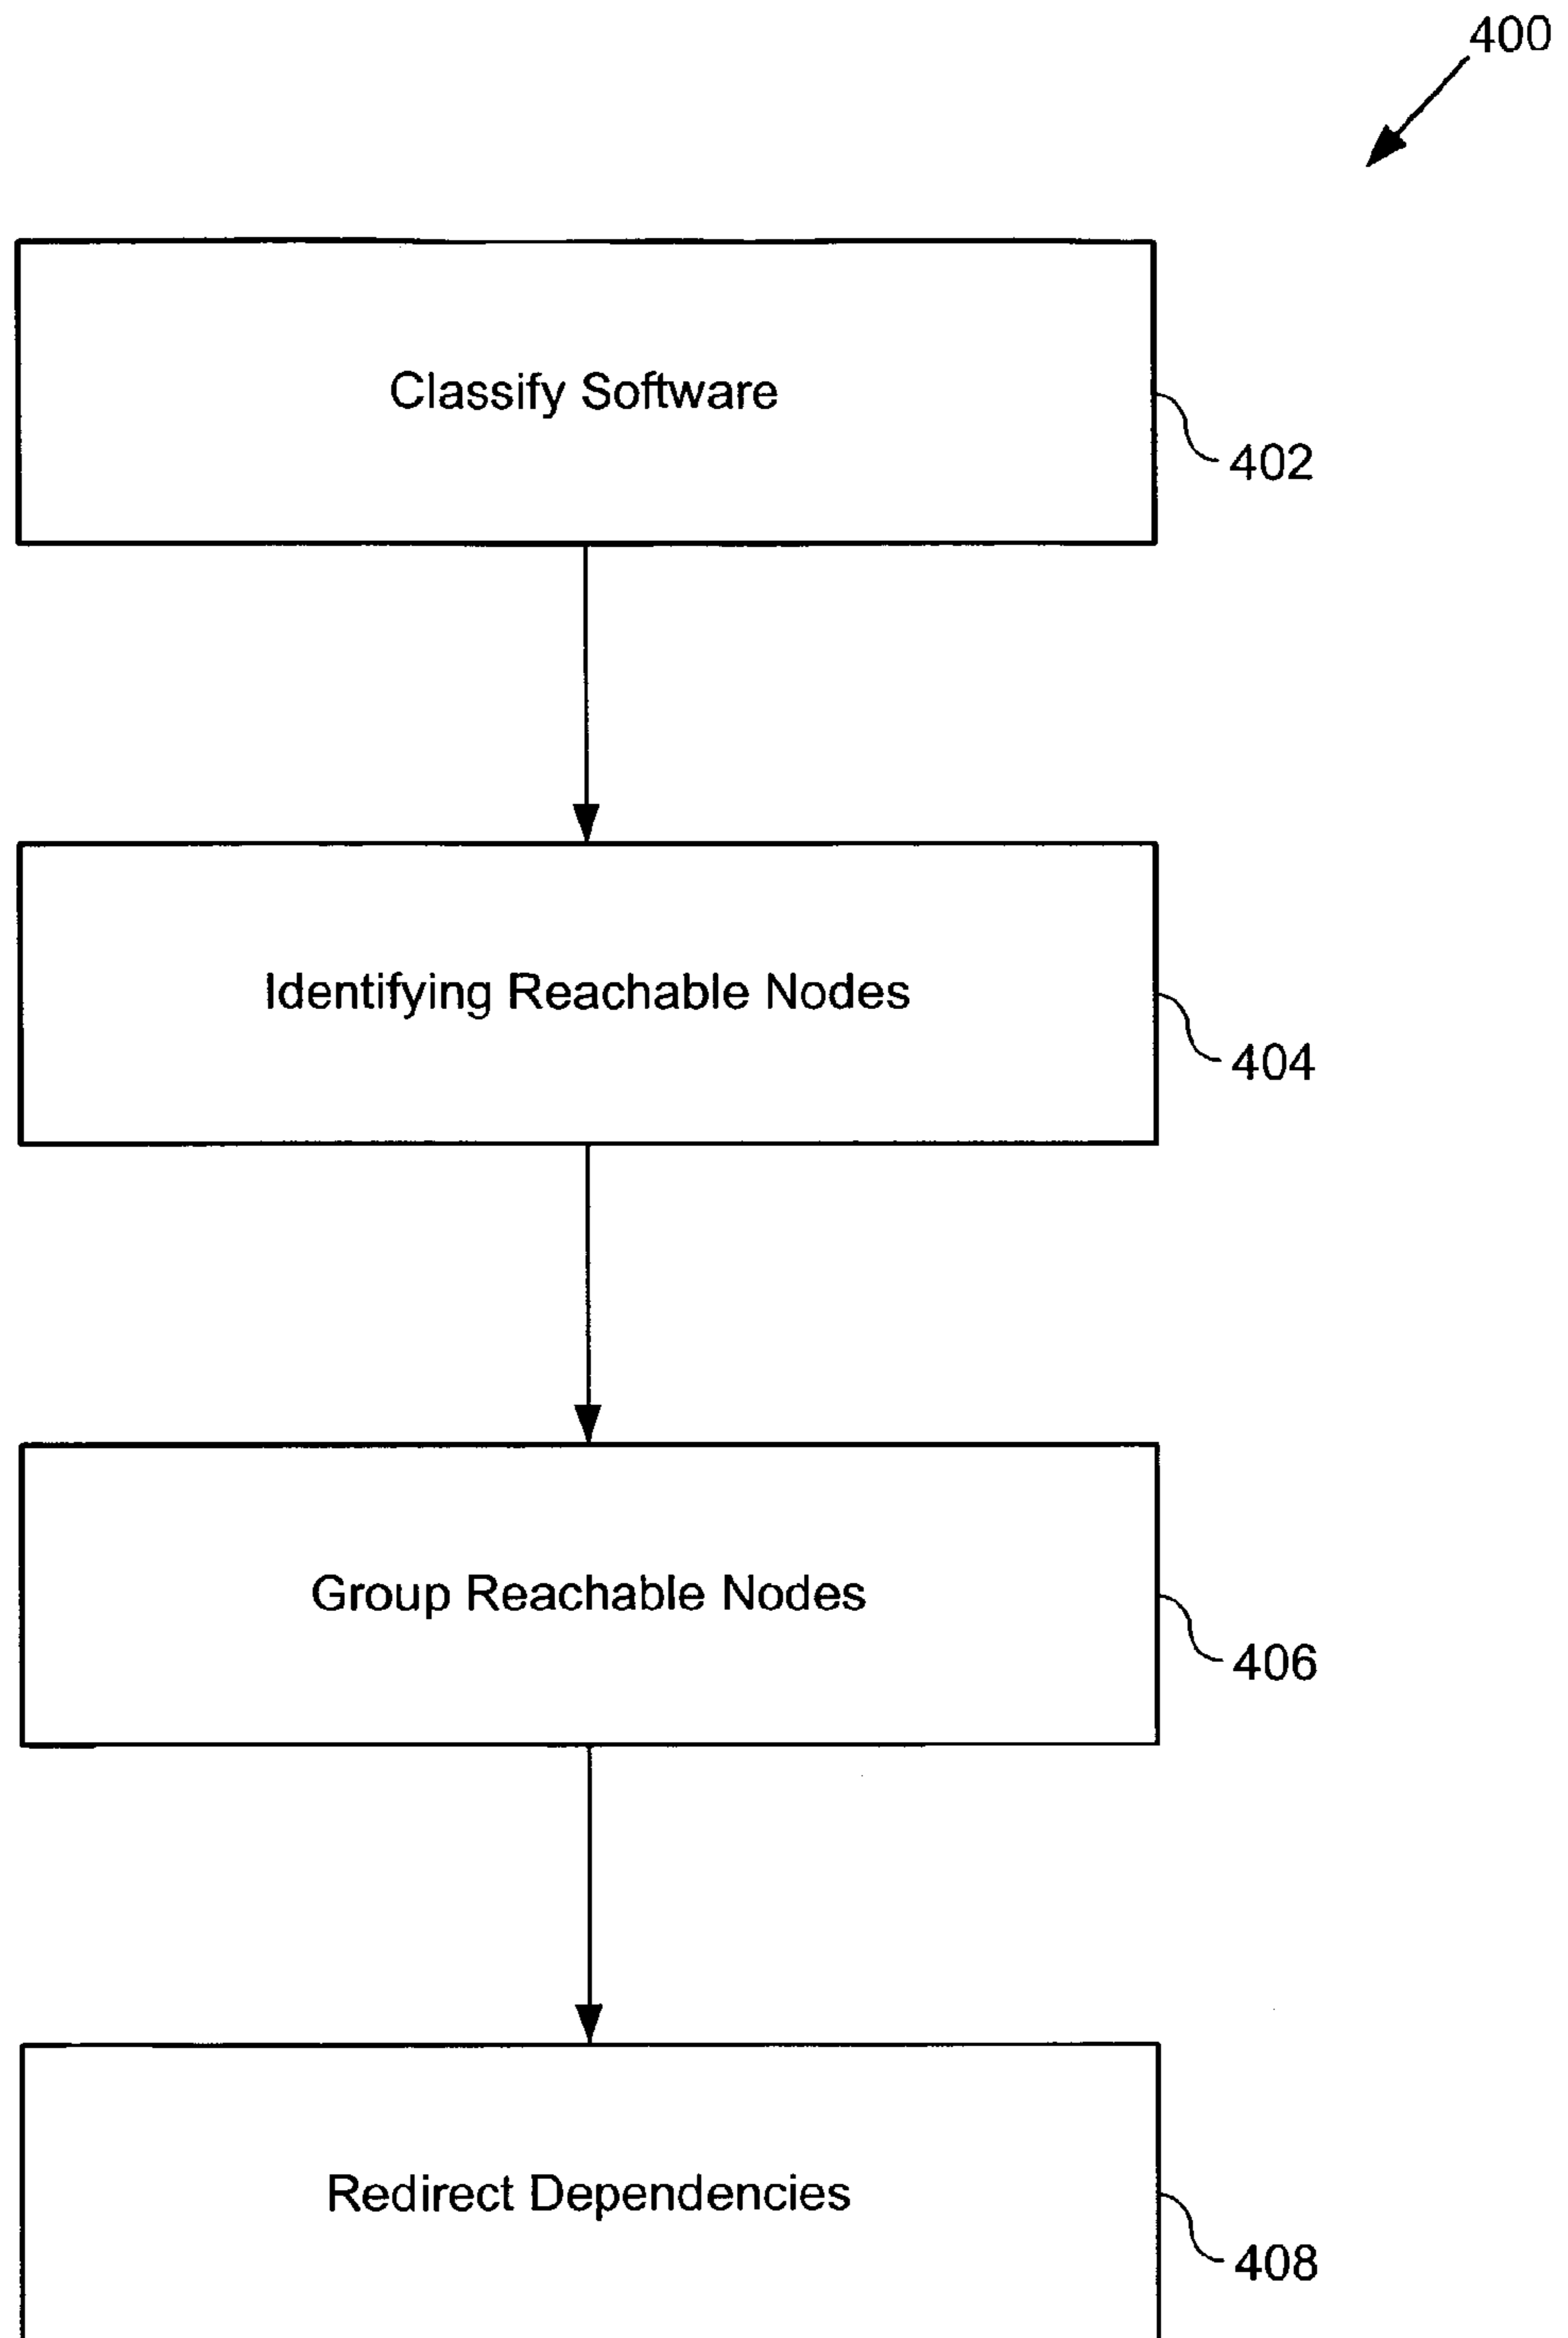 400
Classify Software
402
Identifying Reachable Nodes
404
Group Reachable Nodes
406
Redirect Dependencies
408